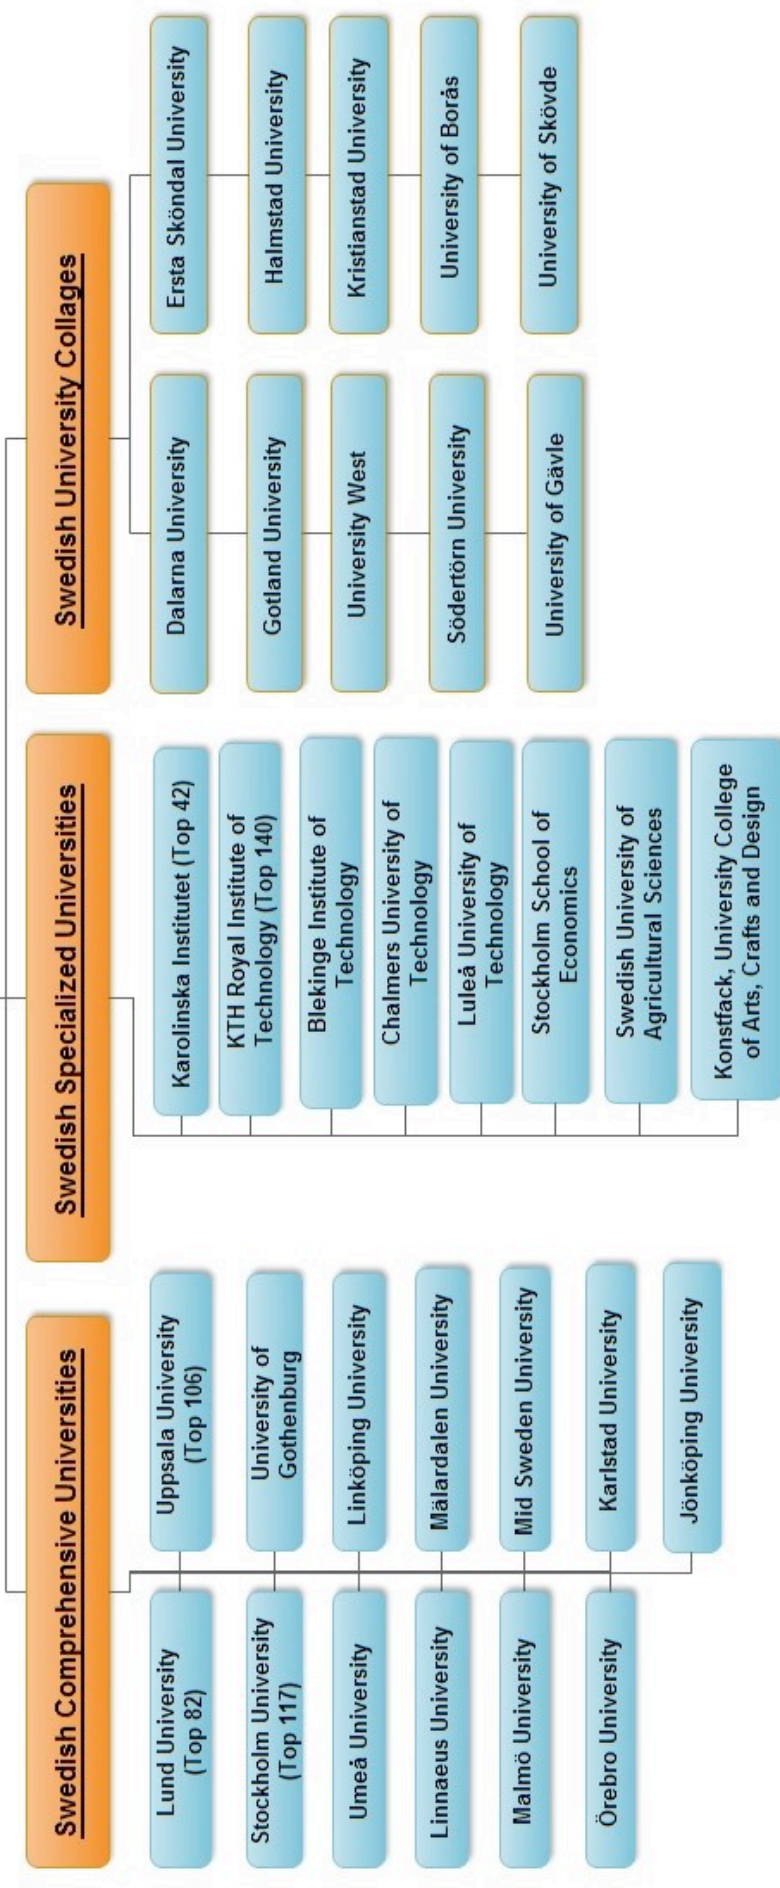 Swedish Comprehensive Universities
Lund University
(Top 82)
Uppsala University
(Top 106)
Stockholm University
(Top 117)
University of
Gothenburg
Umeå University
Linköping University
Linnaeus University
Mälardalen University
Malmö University
Mid Sweden University
Örebro University
Karlstad University
Jönköping University
Swedish Specialized Universities
Karolinska Institutet (Top 42)
KTH Royal Institute of
Technology (Top 140)
Blekinge Institute of
Technology
Chalmers University of
Technology
Luleå University of
Technology
Stockholm School of
Economics
Swedish University of
Agricultural Sciences
Konstfack, University College
of Arts, Crafts and Design
Swedish University Collages
Dalarna University
Ersta Sköndal University
Gotland University
Halmstad University
University West
Kristianstad University
Södertörn University
University of Borås
University of Gävle
University of Skövde